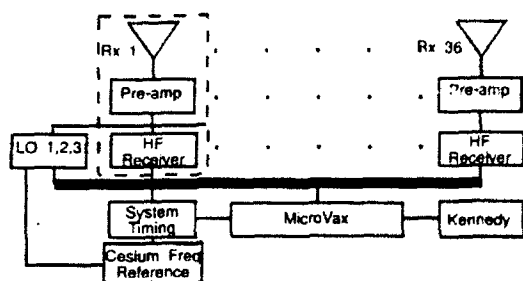 Rx 1
Rx 36
Pre-amp
Pre-amp
LO 1,2,3
HF
Receiver
HF
Receiver
System
Timing
MicroVax
Kennedy
Cesium Freq
Reference